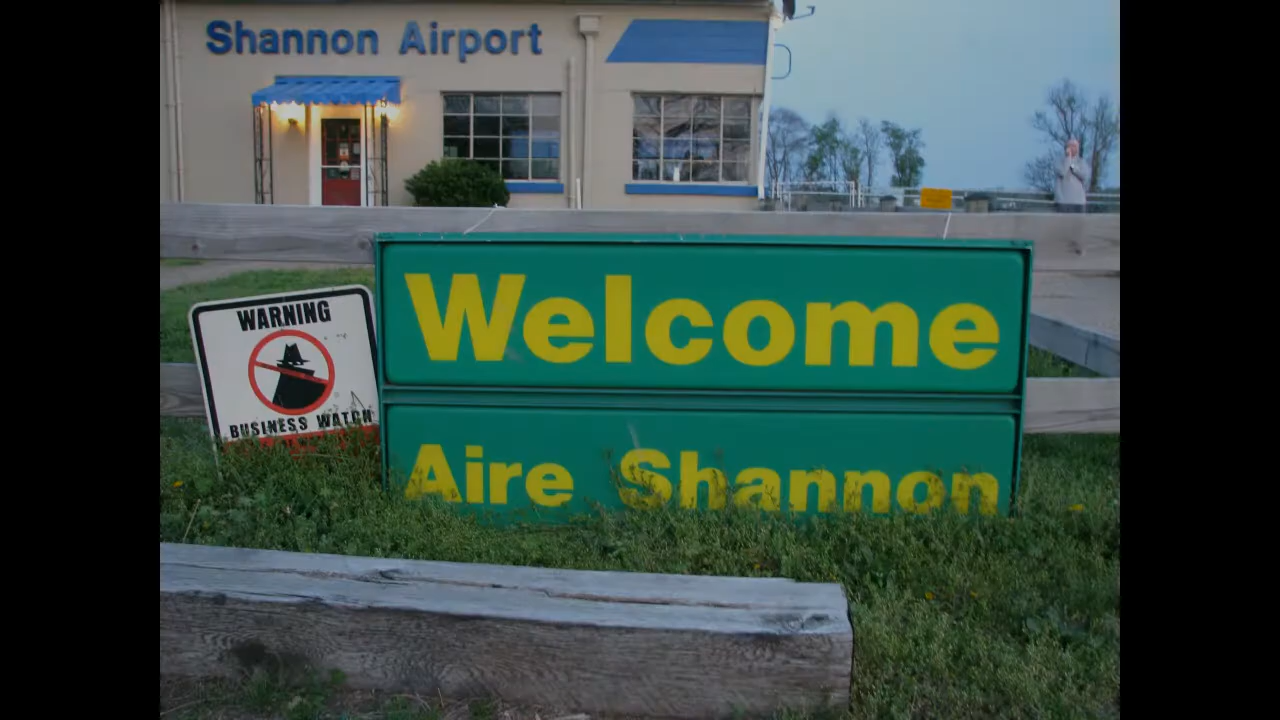 Shannon Airport
WARNING
BUSINESS WATCH
Welcome
Aire Shannon